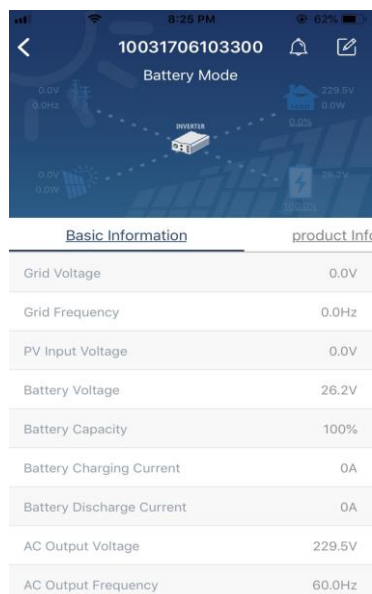 8:25 PM 62%
10031706103300
Battery Mode
0.0V
0.0Hz
229.5V
LOAD 0.0W
0.0%
INVERTER
0.0V
0.0W
26.2V
100.0%
Basic Information product Info
Grid Voltage 0.0V
Grid Frequency 0.0Hz
PV Input Voltage 0.0V
Battery Voltage 26.2V
Battery Capacity 100%
Battery Charging Current 0A
Battery Discharge Current 0A
AC Output Voltage 229.5V
AC Output Frequency 60.0Hz